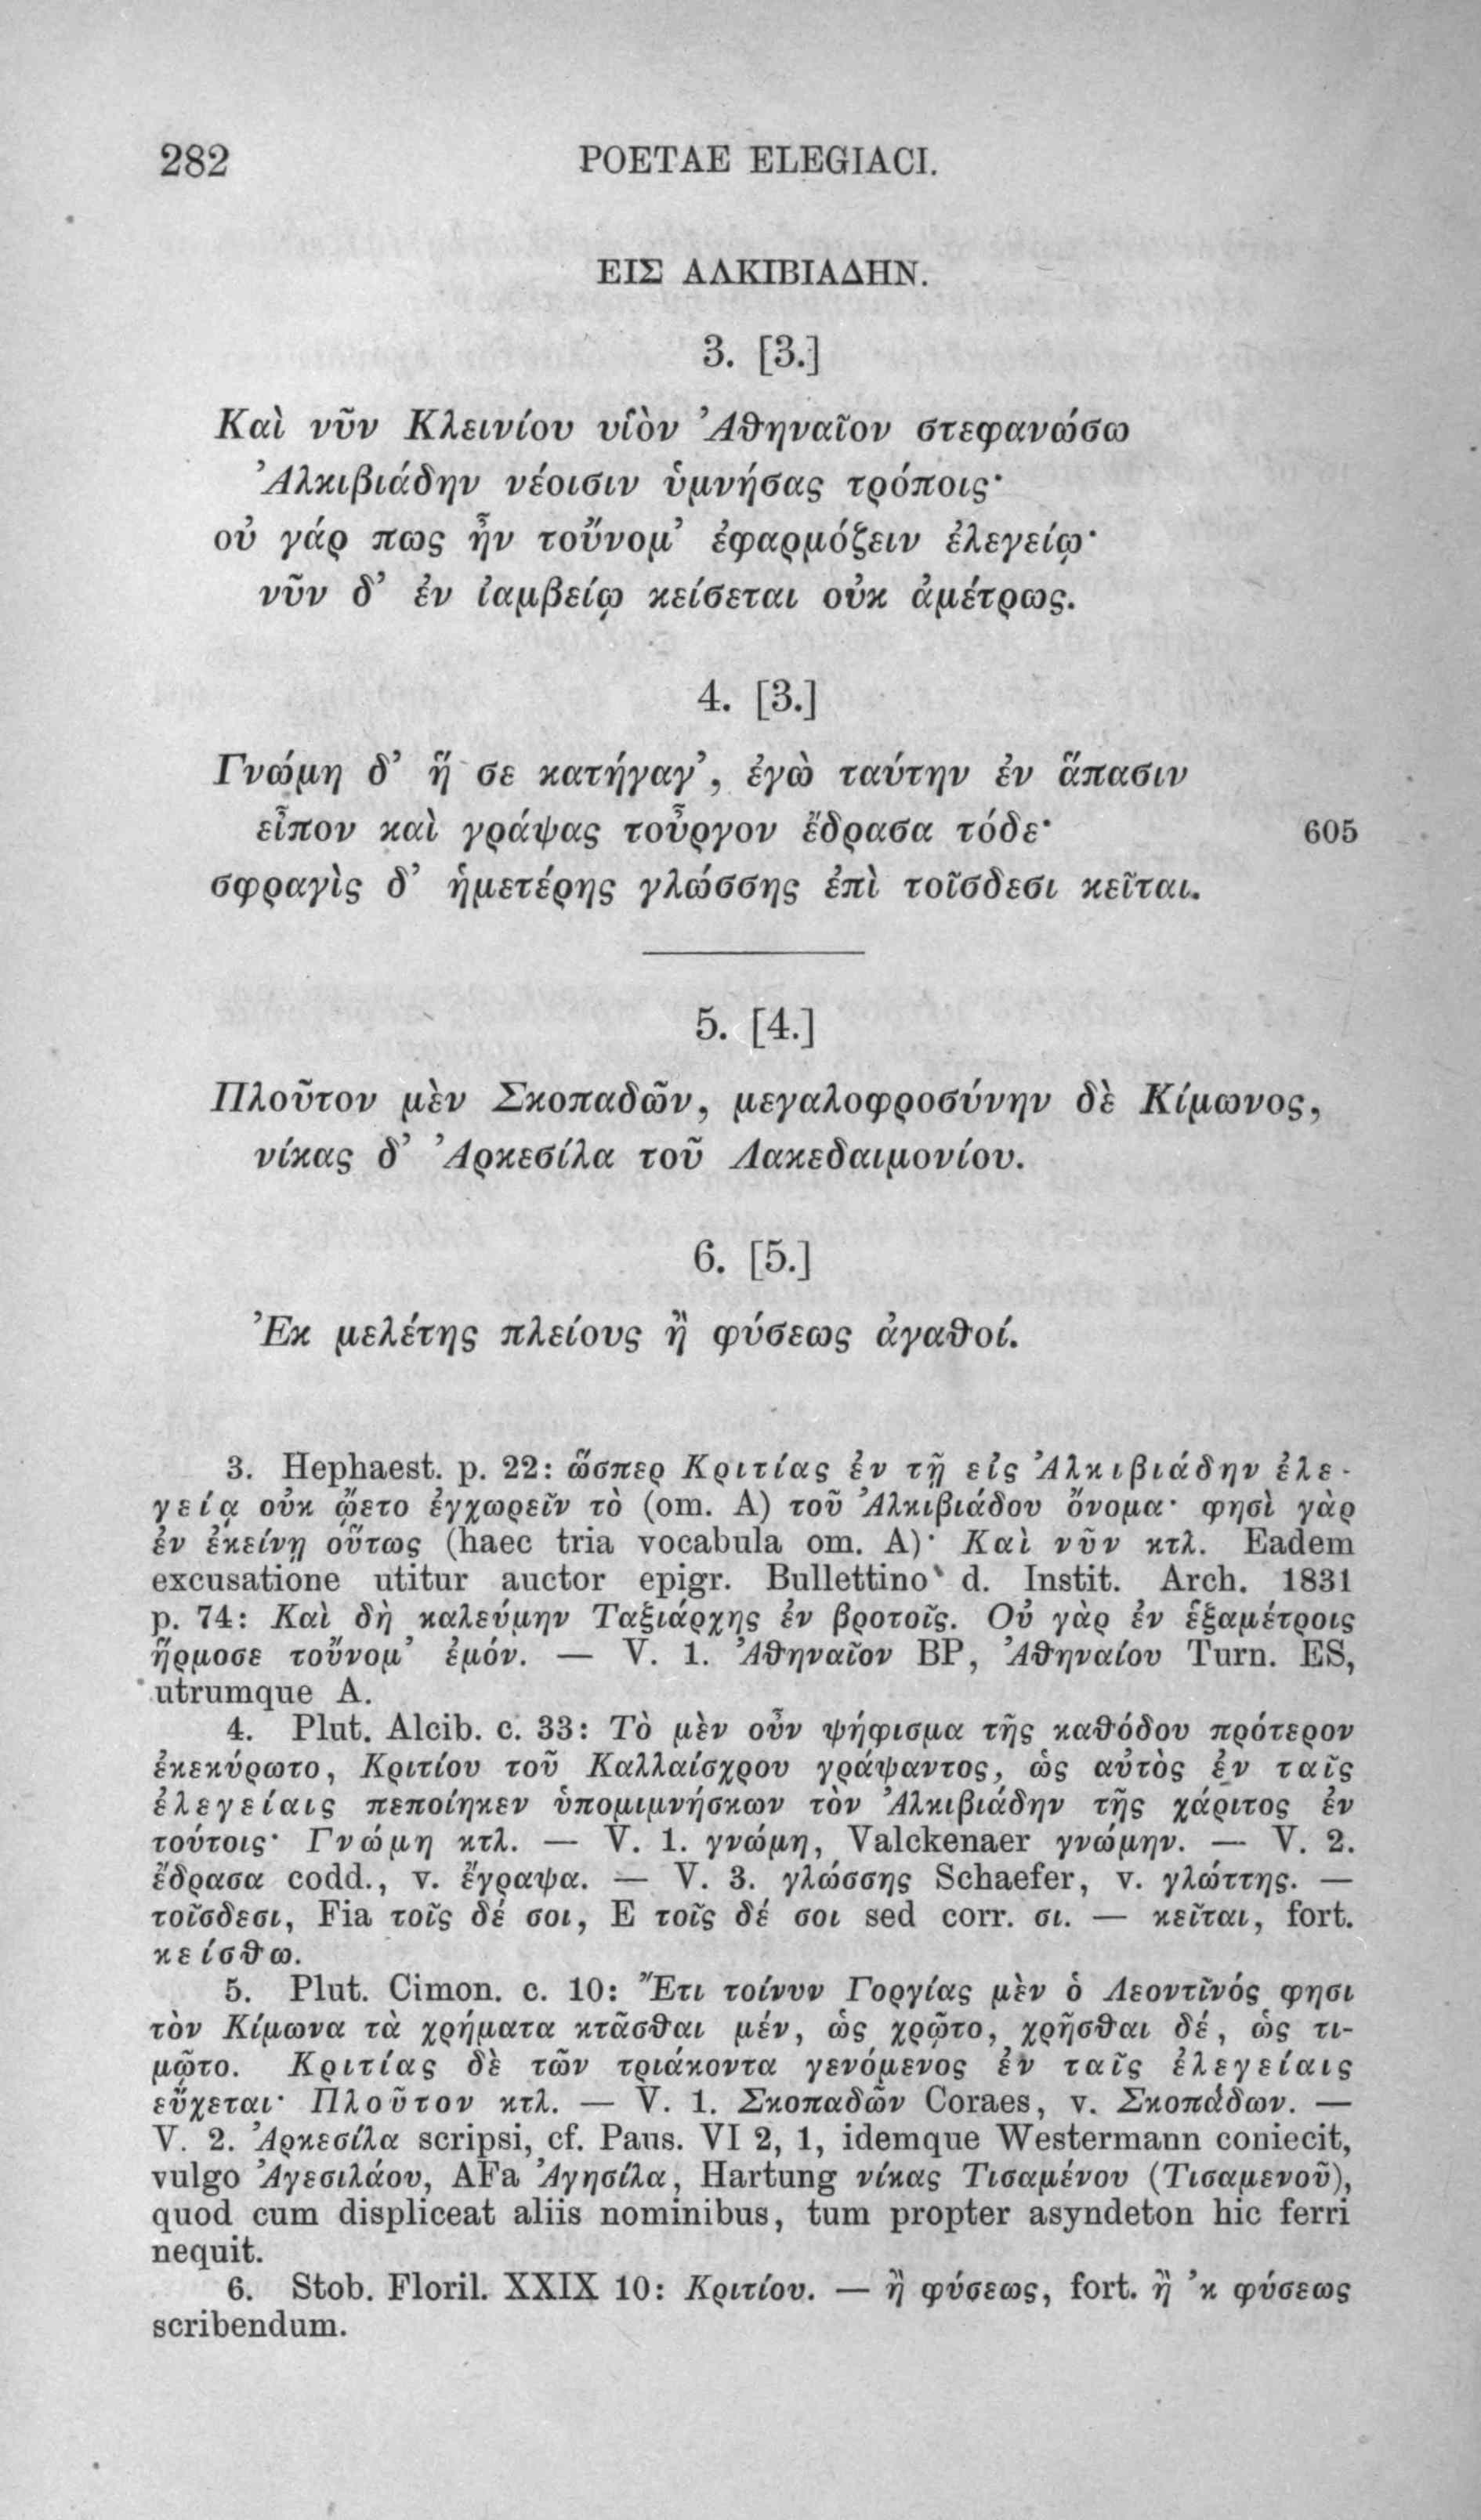 282 POETAE ELEGIACI.
ΕΙΣ ΑΛΚΙΒΙΑΔΗΝ.
3. [3.]
Καὶ νῦν Κλεινίου υἱὸν Ἀθηναῖον στεφανώσω
Ἀλκιβιάδην νέοισιν ὑμνήσας τρόποις·
οὐ γάρ πως ἦν τοὔνομ’ ἐφαρμόζειν ἐλεγείῳ·
νῦν δ’ ἐν ἰαμβείῳ κείσεται οὐκ ἀμέτρως.
4. [3.]
Γνώμη δ’ ἥ σε κατήγαγ’, ἐγὼ ταύτην ἐν ἅπασιν
εἶπον καὶ γράψας τοὖργον ἔδρασα τόδε· 605
σφραγὶς δ’ ἡμετέρης γλώσσης ἐπὶ τοῖσδεσι κεῖται.
5. [4.]
Πλοῦτον μὲν Σκοπαδῶν, μεγαλοφροσύνην δὲ Κίμωνος,
νίκας δ’ Ἀρκεσίλα τοῦ Λακεδαιμονίου.
6. [5.]
Ἐκ μελέτης πλείους ἢ φύσεως ἀγαθοί.
3. Hephaest. p. 22: ὥσπερ Κριτίας ἐν τῇ εἰς Ἀλκιβιάδην ἐλε-
γείᾳ οὐκ ᾤετο ἐγχωρεῖν τὸ (om. A) τοῦ Ἀλκιβιάδου ὄνομα· φησὶ γὰρ
ἐν ἐκείνῃ οὕτως (haec tria vocabula om. A)· Καὶ νῦν κτλ. Eadem
excusatione utitur auctor epigr. Bullettino d. Instit. Arch. 1831
p. 74: Καὶ δὴ καλεύμην Ταξιάρχης ἐν βροτοῖς. Οὐ γὰρ ἐν ἑξαμέτροις
ἥρμοσε τοὔνομ’ ἐμόν. — V. 1. Ἀθηναῖον BP, Ἀθηναίου Turn. ES,
utrumque A.
4. Plut. Alcib. c. 33: Τὸ μὲν οὖν ψήφισμα τῆς καθόδου πρότερον
ἐκεκύρωτο, Κριτίου τοῦ Καλλαίσχρου γράψαντος, ὡς αὐτὸς ἐν ταῖς
ἐλεγείαις πεποίηκεν ὑπομιμνήσκων τὸν Ἀλκιβιάδην τῆς χάριτος ἐν
τούτοις· Γνώμη κτλ. — V. 1. γνώμη, Valckenaer γνώμην. — V. 2.
ἔδρασα codd., v. ἔγραψα. — V. 3. γλώσσης Schaefer, v. γλώττης. —
τοῖσδεσι, Fia τοῖς δέ σοι, E τοῖς δέ σοι sed corr. σι. — κεῖται, fort.
κείσθω.
5. Plut. Cimon. c. 10: Ἔτι τοίνυν Γοργίας μὲν ὁ Λεοντῖνός φησι
τὸν Κίμωνα τὰ χρήματα κτᾶσθαι μέν, ὡς χρῷτο, χρῆσθαι δέ, ὡς τι-
μῷτο. Κριτίας δὲ τῶν τριάκοντα γενόμενος ἐν ταῖς ἐλεγείαις
εὔχεται· Πλοῦτον κτλ. — V. 1. Σκοπαδῶν Coraes, v. Σκοπάδων. —
V. 2. Ἀρκεσίλα scripsi, cf. Paus. VI 2, 1, idemque Westermann coniecit,
vulgo Ἀγεσιλάου, AFa Ἀγησίλα, Hartung νίκας Τισαμένου (Τισαμενοῦ),
quod cum displiceat aliis nominibus, tum propter asyndeton hic ferri
nequit.
6. Stob. Floril. XXIX 10: Κριτίου. — ἢ φύσεως, fort. ἢ ’κ φύσεως
scribendum.